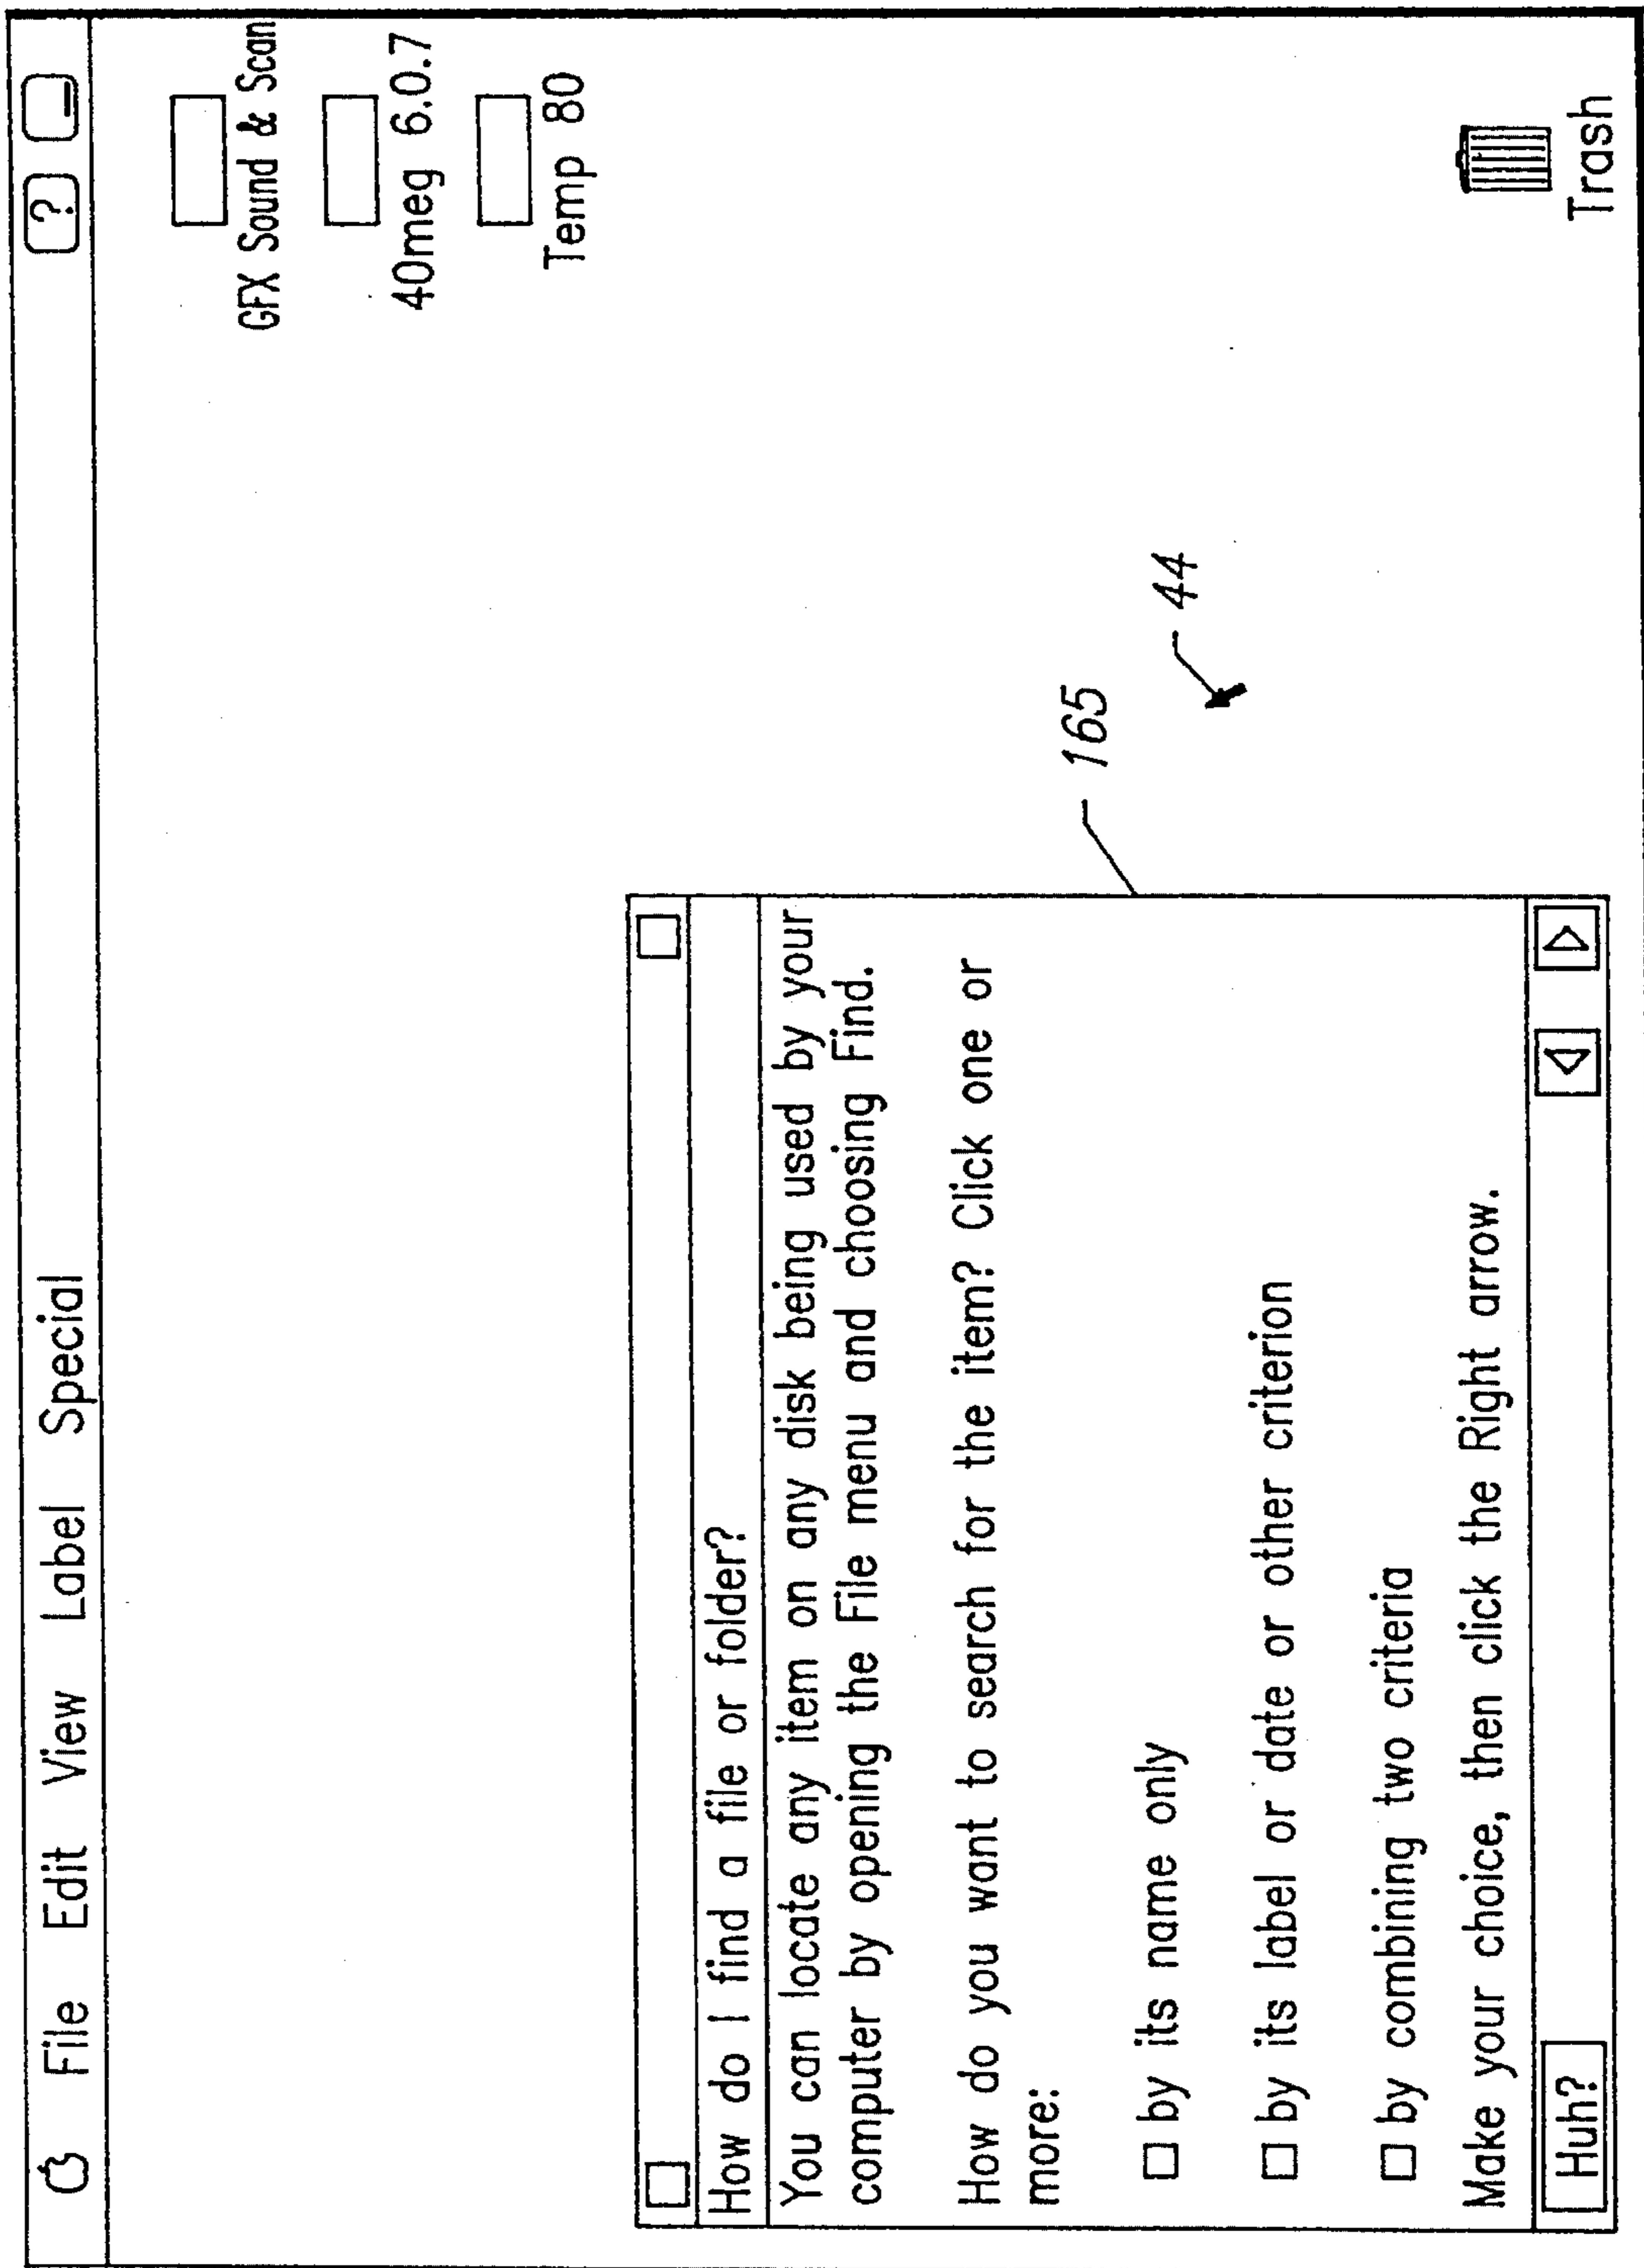 File Edit View Label Special ?
GFX Sound & Scan
40meg 6.0.7
Temp 80
How do I find a file or folder?
You can locate any item on any disk being used by your
computer by opening the File menu and choosing Find.
How do you want to search for the item? Click one or
more:
by its name only
by its label or date or other criterion
by combining two criteria
Make your choice, then click the Right arrow.
Huh?
165
44
Trash